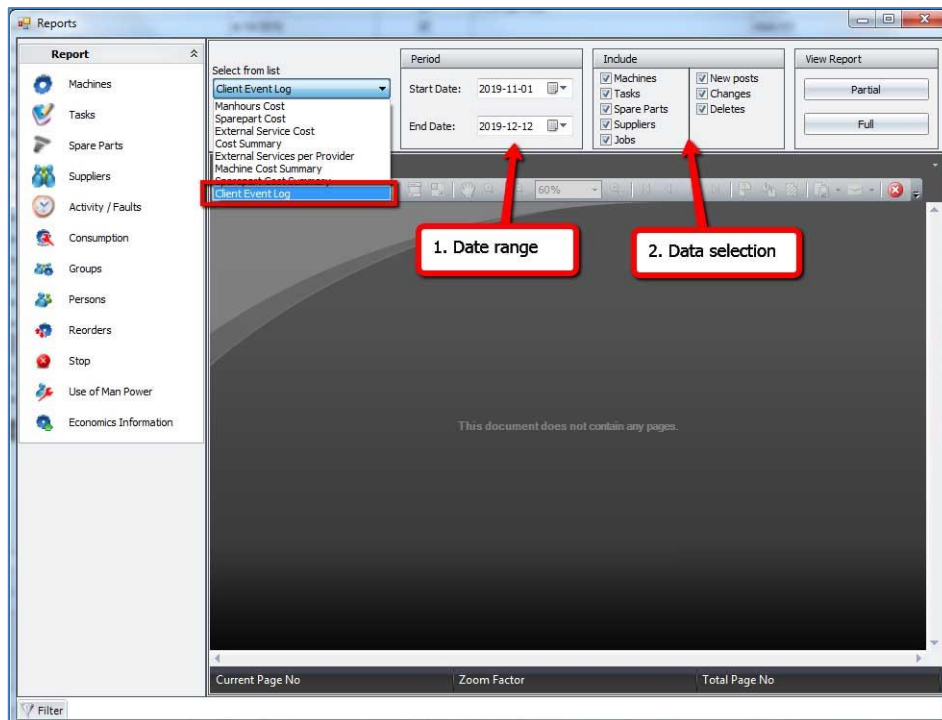 Reports
Report
Machines
Tasks
Spare Parts
Suppliers
Activity / Faults
Consumption
Groups
Persons
Reorders
Stop
Use of Man Power
Economics Information
Select from list
Client Event Log
Manhours Cost
Sparepart Cost
External Service Cost
Cost Summary
External Services per Provider
Machine Cost Summary
Sparepart Cost Summary
Client Event Log
Period
Start Date: 2019-11-01
End Date: 2019-12-12
Include
Machines
Tasks
Spare Parts
Suppliers
Jobs
New posts
Changes
Deletes
View Report
Partial
Full
60%
1. Date range
2. Data selection
This document does not contain any pages.
Current Page No
Zoom Factor
Total Page No
Filter